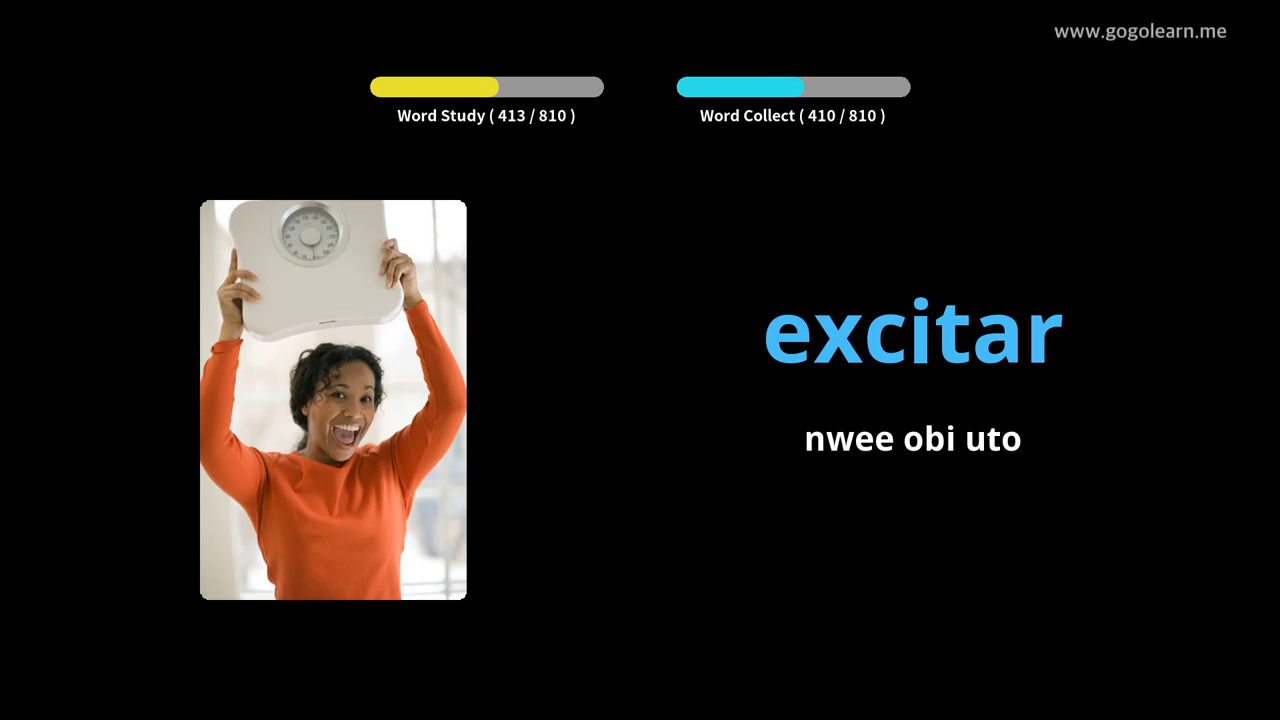 www.gogolearn.me
Word Study ( 413 / 810 )
Word Collect ( 410 / 810 )
excitar
nwee obi uto